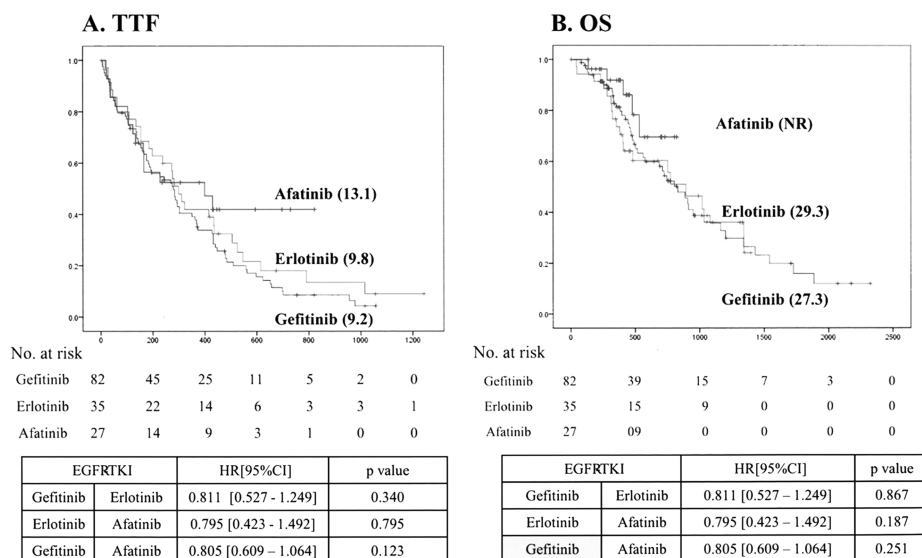 A. TTF
B. OS
1.0
0.8
0.6
0.4
0.2
0.0
0 200 400 600 800 1000 1200
Afatinib (13.1)
Erlotinib (9.8)
Gefitinib (9.2)
1.0
0.8
0.6
0.4
0.2
0.0
0 500 1000 1500 2000 2500
Afatinib (NR)
Erlotinib (29.3)
Gefitinib (27.3)
No. at risk
Gefitinib 82 45 25 11 5 2 0
Erlotinib 35 22 14 6 3 3 1
Afatinib 27 14 9 3 1 0 0
No. at risk
Gefitinib 82 39 15 7 3 0
Erlotinib 35 15 9 0 0 0
Afatinib 27 09 0 0 0 0
EGFRTKI HR[95%CI] p value
Gefitinib Erlotinib 0.811 [0.527 - 1.249] 0.340
Erlotinib Afatinib 0.795 [0.423 - 1.492] 0.795
Gefitinib Afatinib 0.805 [0.609 – 1.064] 0.123
EGFRTKI HR[95%CI] p value
Gefitinib Erlotinib 0.811 [0.527 – 1.249] 0.867
Erlotinib Afatinib 0.795 [0.423 – 1.492] 0.187
Gefitinib Afatinib 0.805 [0.609 – 1.064] 0.251